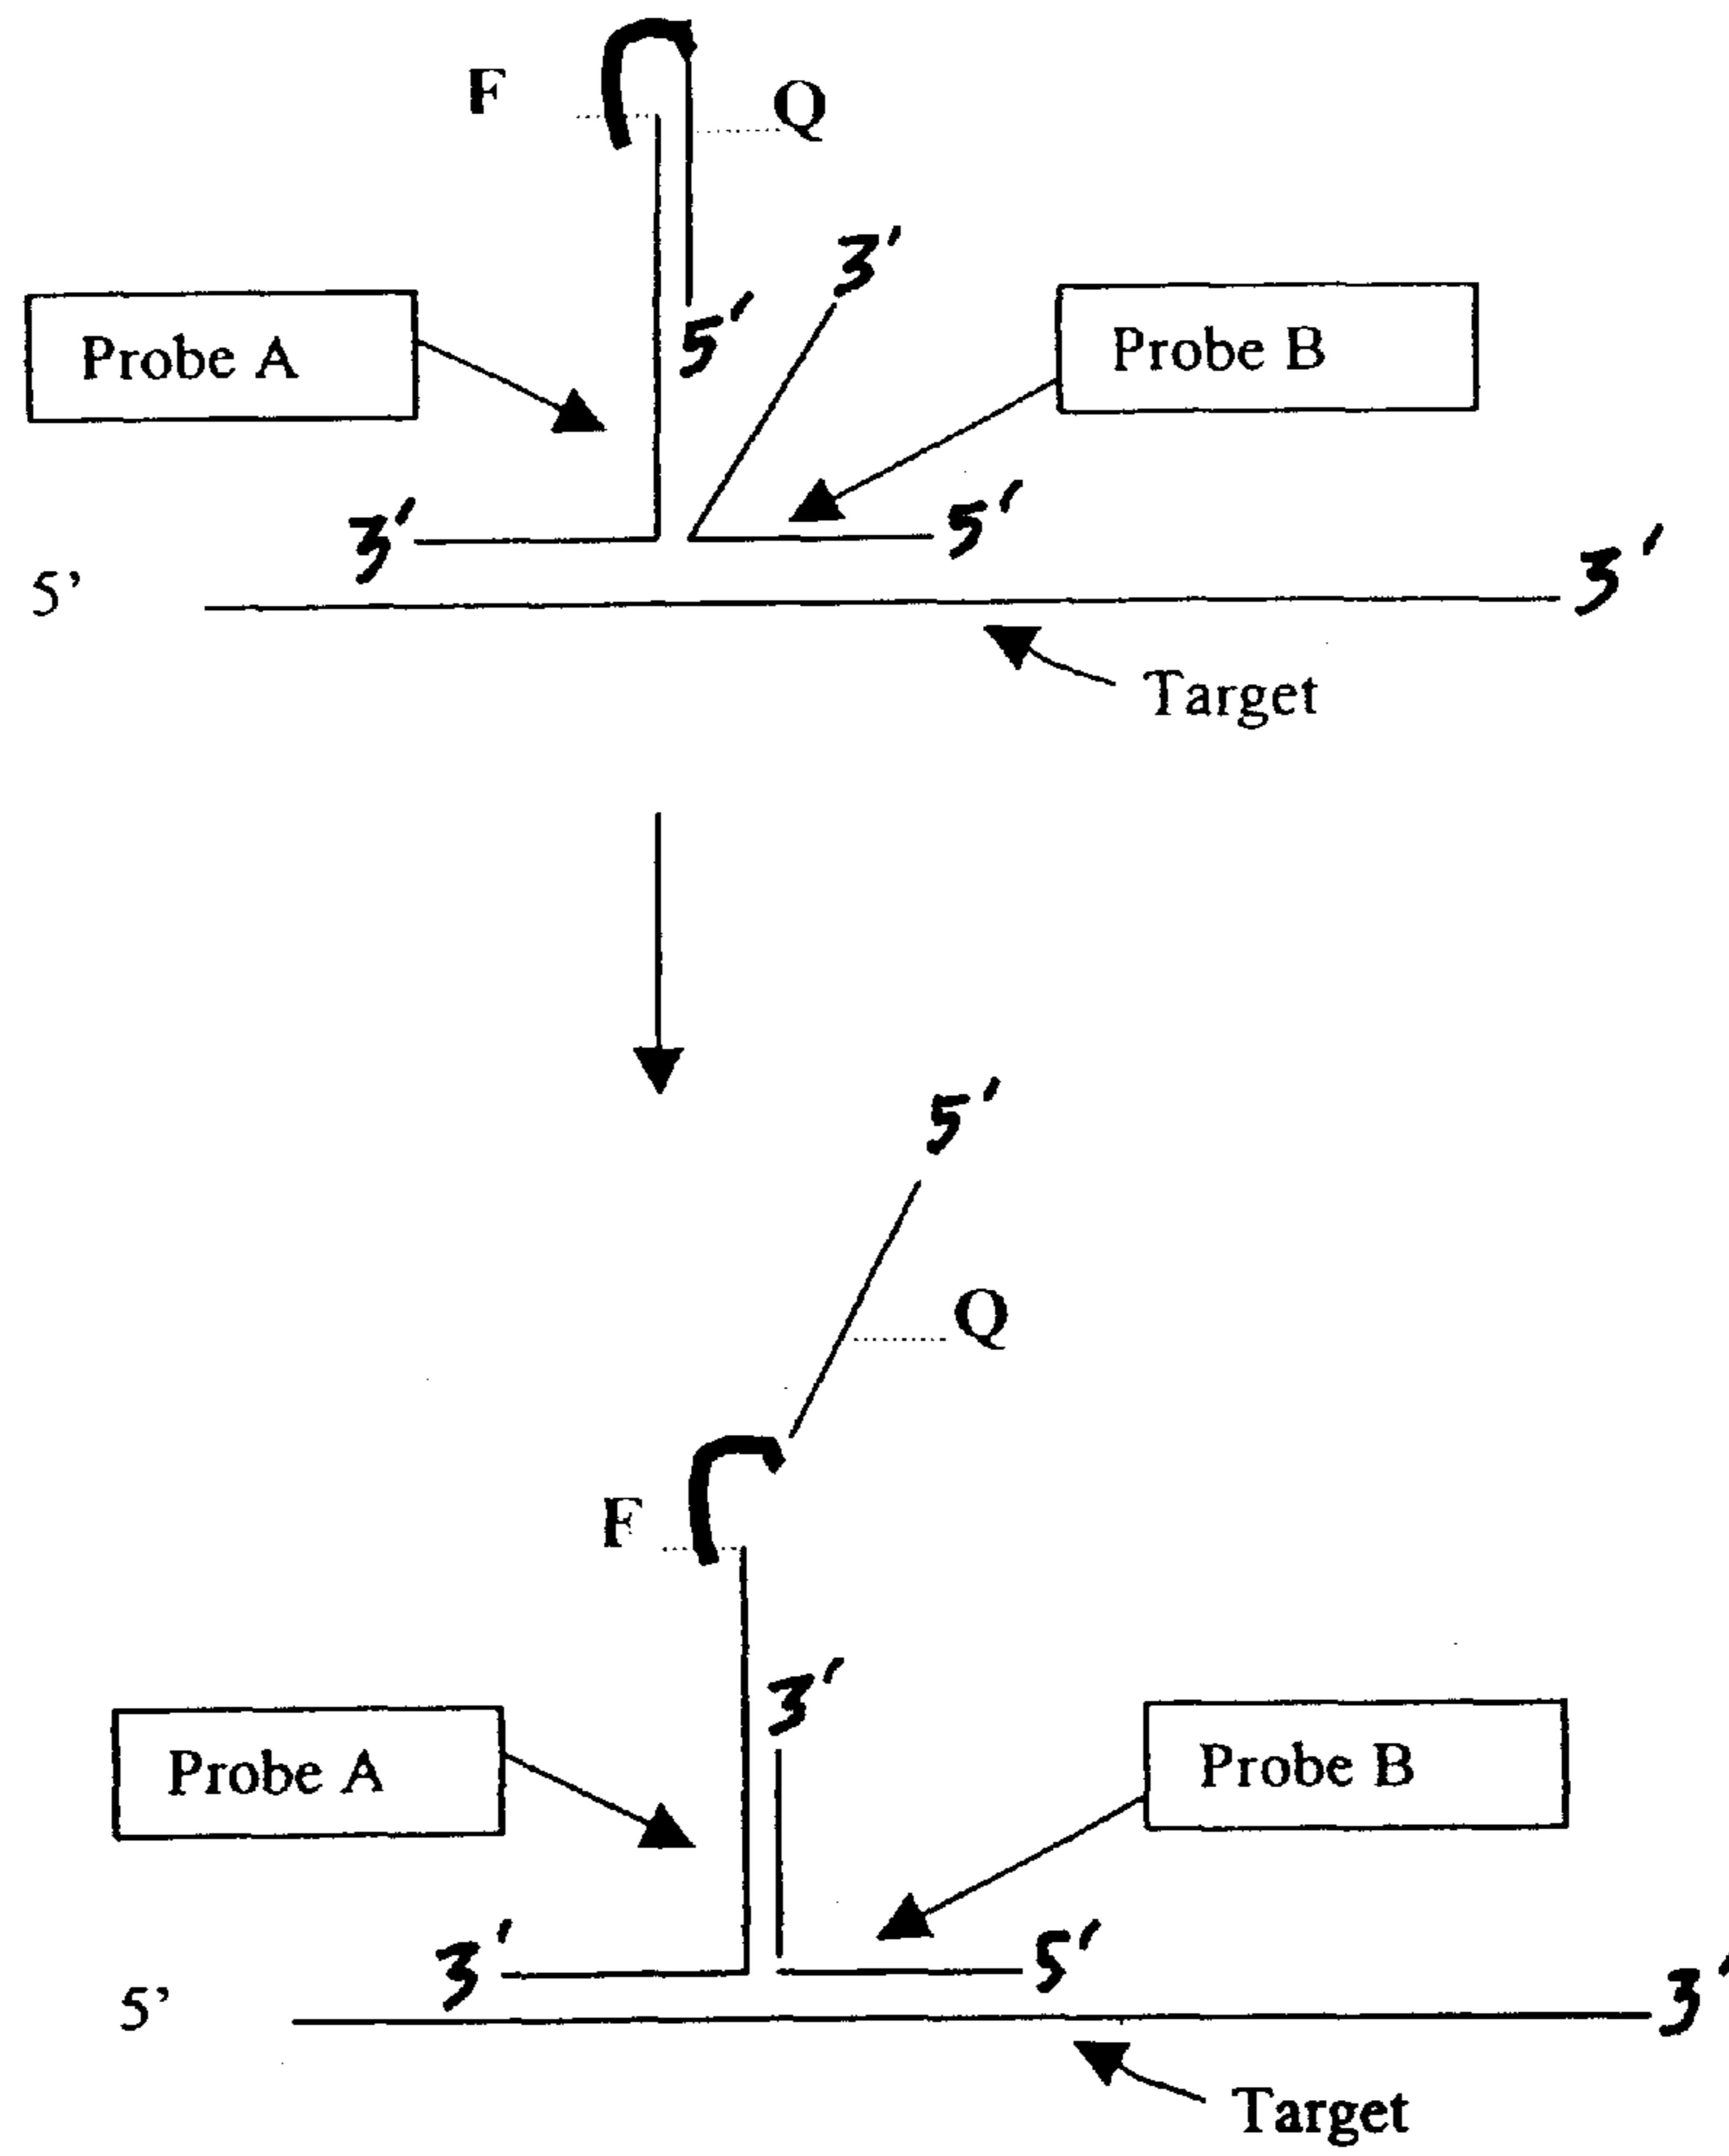 F
Q
3'
Probe A
5'
Probe B
3'
5'
5’
3'
Target
5'
Q
F
3'
Probe A
Probe B
3'
5'
5’
3'
Target